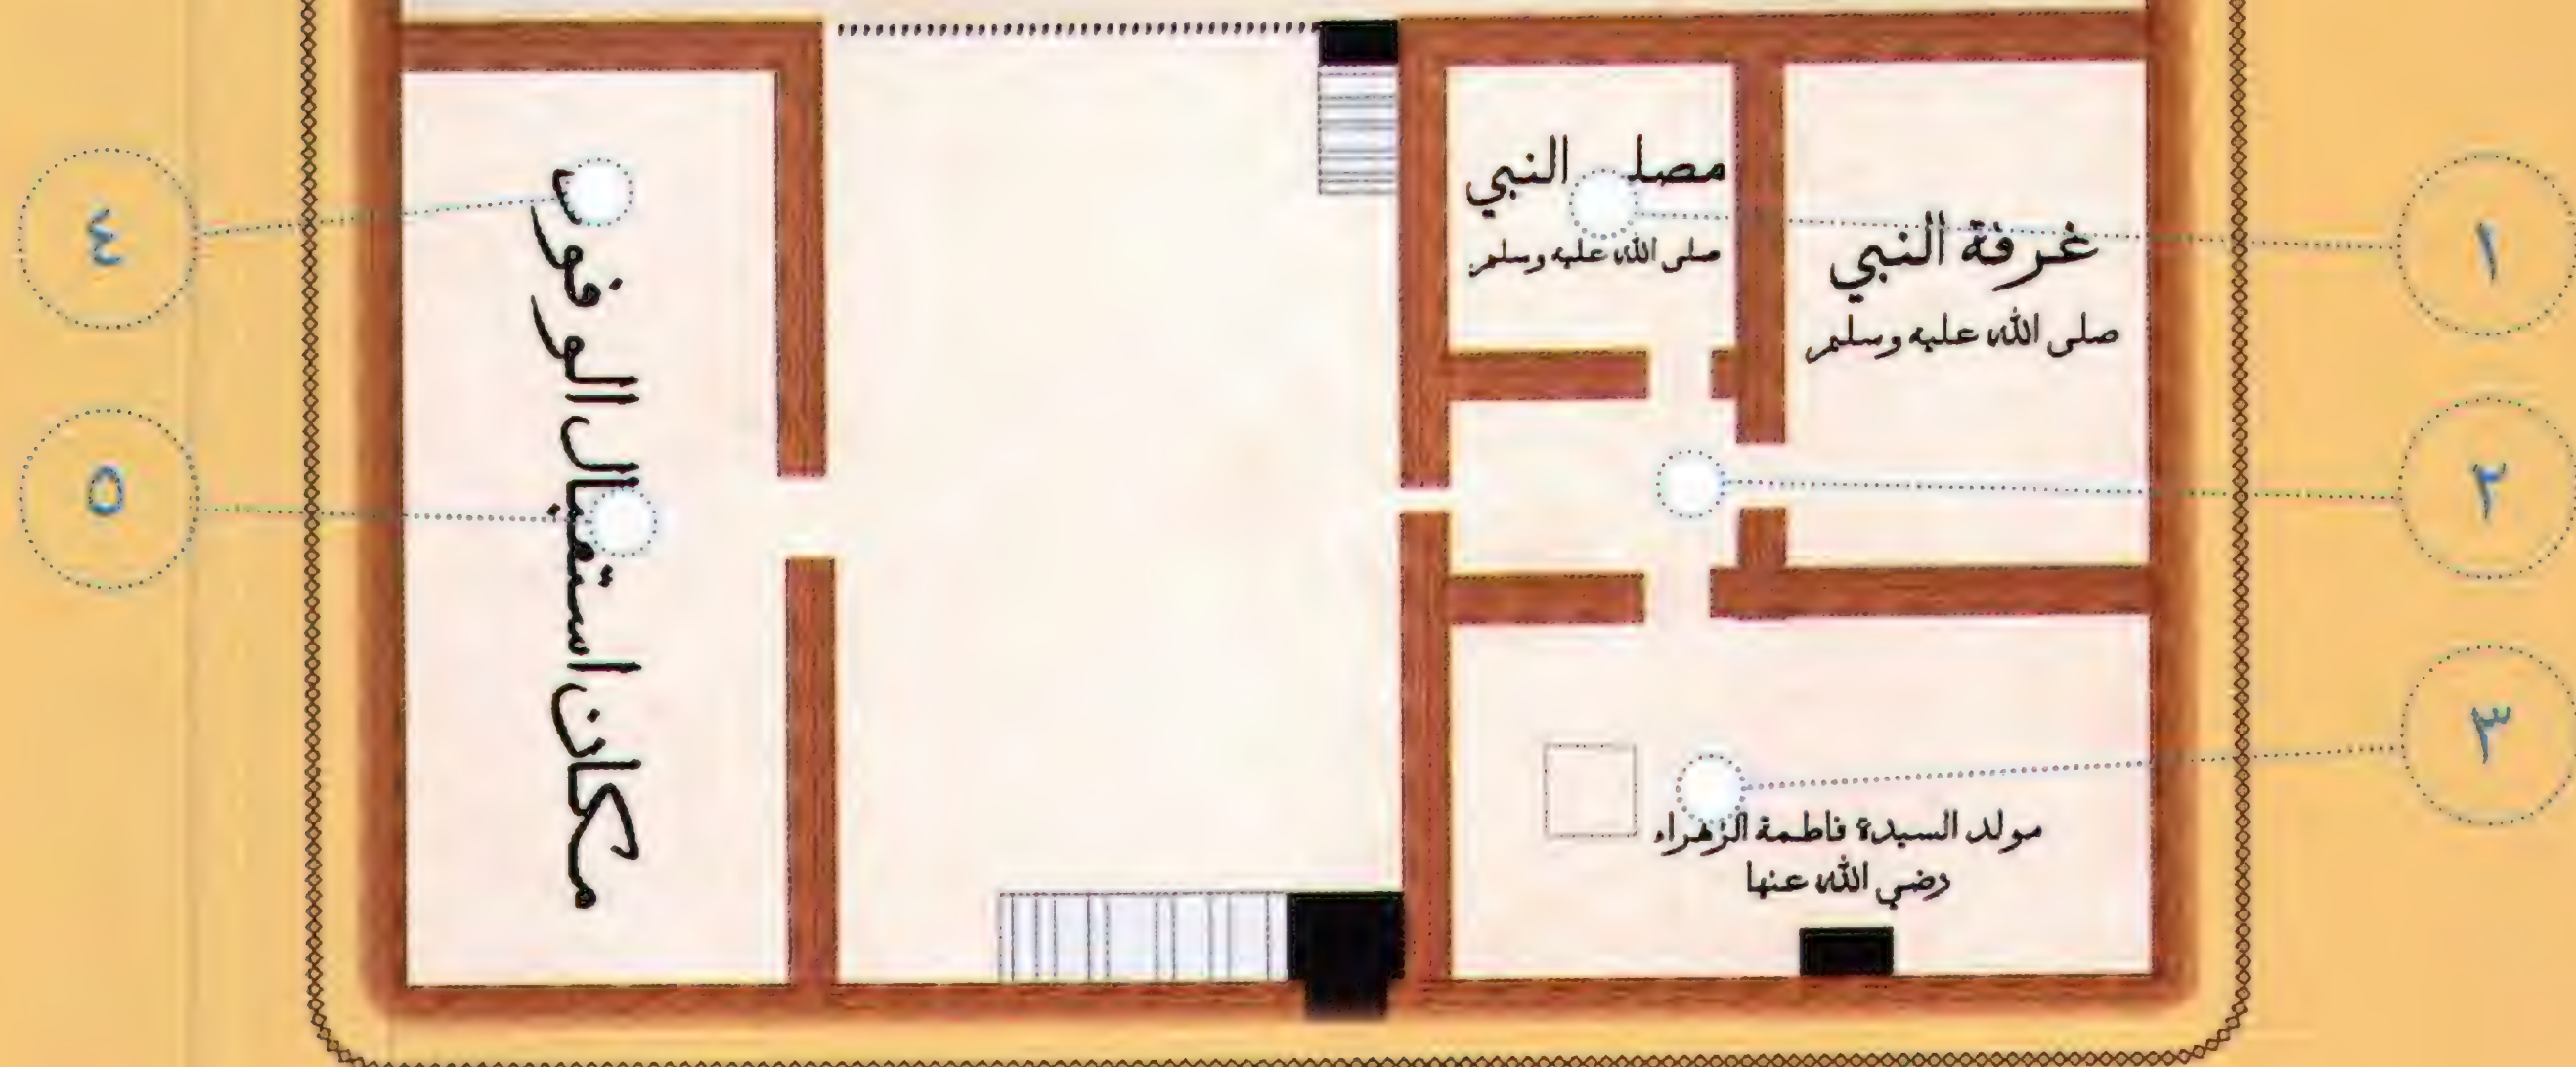 مصلى النبي
صلى الله عليه وسلم
غرفة النبي
صلى الله عليه وسلم
مولد السيدة فاطمة الزهراء
رضي الله عنها
مكان استقبال الوفود
١
٢
٣
٤
٥